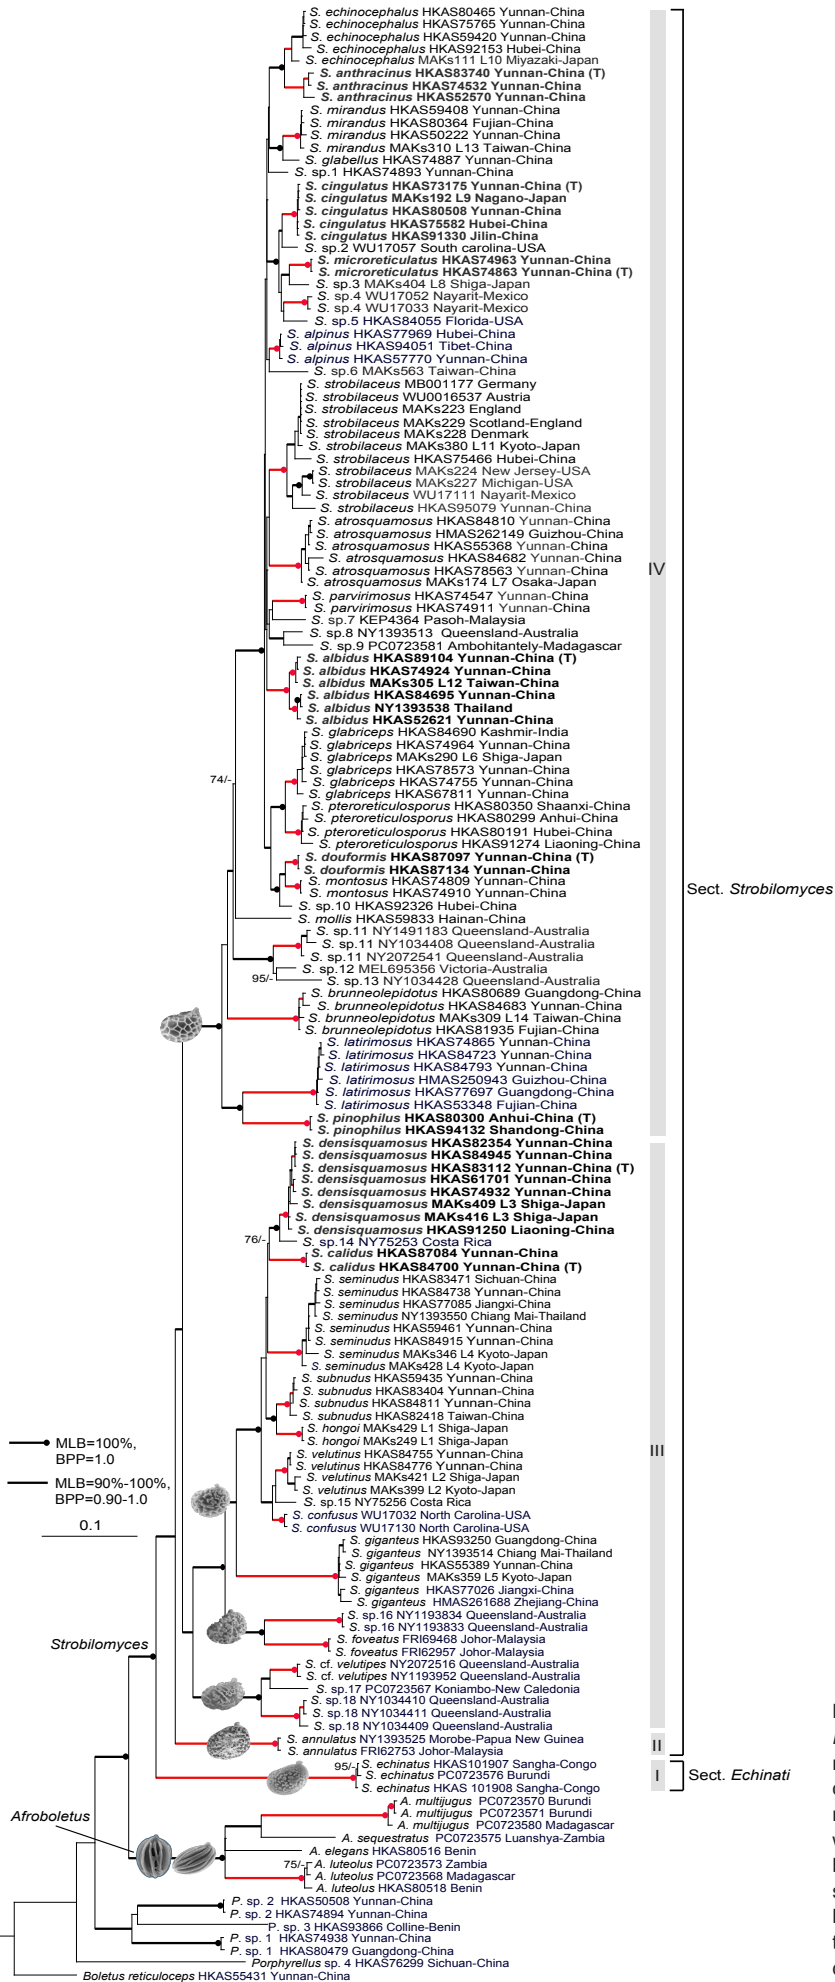 S. echinocephalus HKAS80465 Yunnan-China
S. echinocephalus HKAS75765 Yunnan-China
S. echinocephalus HKAS59420 Yunnan-China
S. echinocephalus HKAS92153 Hubei-China
S. echinocephalus MAKs111 L10 Miyazaki-Japan
S. anthracinus HKAS83740 Yunnan-China (T)
S. anthracinus HKAS74532 Yunnan-China
S. anthracinus HKAS52570 Yunnan-China
S. mirandus HKAS59408 Yunnan-China
S. mirandus HKAS80364 Fujian-China
S. mirandus HKAS50222 Yunnan-China
S. mirandus MAKs310 L13 Taiwan-China
S. glabellus HKAS74887 Yunnan-China
S. sp.1 HKAS74893 Yunnan-China
S. cingulatus HKAS73175 Yunnan-China (T)
S. cingulatus MAKs192 L9 Nagano-Japan
S. cingulatus HKAS80508 Yunnan-China
S. cingulatus HKAS75582 Hubei-China
S. cingulatus HKAS91330 Jilin-China
S. sp.2 WU17057 South carolina-USA
S. microreticulatus HKAS74963 Yunnan-China
S. microreticulatus HKAS74863 Yunnan-China (T)
S. sp.3 MAKs404 L8 Shiga-Japan
S. sp.4 WU17052 Nayarit-Mexico
S. sp.4 WU17033 Nayarit-Mexico
S. sp.5 HKAS84055 Florida-USA
S. alpinus HKAS77969 Hubei-China
S. alpinus HKAS94051 Tibet-China
S. alpinus HKAS57770 Yunnan-China
S. sp.6 MAKs563 Taiwan-China
S. strobilaceus MB001177 Germany
S. strobilaceus WU0016537 Austria
S. strobilaceus MAKs223 England
S. strobilaceus MAKs229 Scotland-England
S. strobilaceus MAKs228 Denmark
S. strobilaceus MAKs380 L11 Kyoto-Japan
S. strobilaceus HKAS75466 Hubei-China
S. strobilaceus MAKs224 New Jersey-USA
S. strobilaceus MAKs227 Michigan-USA
S. strobilaceus WU17111 Nayarit-Mexico
S. strobilaceus HKAS95079 Yunnan-China
S. atrosquamosus HKAS84810 Yunnan-China
S. atrosquamosus HMAS262149 Guizhou-China
S. atrosquamosus HKAS55368 Yunnan-China
S. atrosquamosus HKAS84682 Yunnan-China
S. atrosquamosus HKAS78563 Yunnan-China
IV
S. atrosquamosus MAKs174 L7 Osaka-Japan
S. parvirimosus HKAS74547 Yunnan-China
S. parvirimosus HKAS74911 Yunnan-China
S. sp.7 KEP4364 Pasoh-Malaysia
S. sp.8 NY1393513 Queensland-Australia
S. sp.9 PC0723581 Ambohitantely-Madagascar
S. albidus HKAS89104 Yunnan-China (T)
S. albidus HKAS74924 Yunnan-China
S. albidus MAKs305 L12 Taiwan-China
S. albidus HKAS84695 Yunnan-China
S. albidus NY1393538 Thailand
S. albidus HKAS52621 Yunnan-China
S. glabriceps HKAS84690 Kashmir-India
S. glabriceps HKAS74964 Yunnan-China
S. glabriceps MAKs290 L6 Shiga-Japan
S. glabriceps HKAS78573 Yunnan-China
74/-
S. glabriceps HKAS74755 Yunnan-China
S. glabriceps HKAS67811 Yunnan-China
S. pteroreticulosporus HKAS80350 Shaanxi-China
S. pteroreticulosporus HKAS80299 Anhui-China
S. pteroreticulosporus HKAS80191 Hubei-China
S. pteroreticulosporus HKAS91274 Liaoning-China
S. douformis HKAS87097 Yunnan-China (T)
S. douformis HKAS87134 Yunnan-China
S. montosus HKAS74809 Yunnan-China
Sect. Strobilomyces
S. montosus HKAS74910 Yunnan-China
S. sp.10 HKAS92326 Hubei-China
S. mollis HKAS59833 Hainan-China
S. sp.11 NY1491183 Queensland-Australia
S. sp.11 NY1034408 Queensland-Australia
S. sp.11 NY2072541 Queensland-Australia
S. sp.12 MEL695356 Victoria-Australia
95/-
S. sp.13 NY1034428 Queensland-Australia
S. brunneolepidotus HKAS80689 Guangdong-China
S. brunneolepidotus HKAS84683 Yunnan-China
S. brunneolepidotus MAKs309 L14 Taiwan-China
S. brunneolepidotus HKAS81935 Fujian-China
S. latirimosus HKAS74865 Yunnan-China
S. latirimosus HKAS84723 Yunnan-China
S. latirimosus HKAS84793 Yunnan-China
S. latirimosus HMAS250943 Guizhou-China
S. latirimosus HKAS77697 Guangdong-China
S. latirimosus HKAS53348 Fujian-China
S. pinophilus HKAS80300 Anhui-China (T)
S. pinophilus HKAS94132 Shandong-China
S. densisquamosus HKAS82354 Yunnan-China
S. densisquamosus HKAS84945 Yunnan-China
S. densisquamosus HKAS83112 Yunnan-China (T)
S. densisquamosus HKAS61701 Yunnan-China
S. densisquamosus HKAS74932 Yunnan-China
S. densisquamosus MAKs409 L3 Shiga-Japan
S. densisquamosus MAKs416 L3 Shiga-Japan
S. densisquamosus HKAS91250 Liaoning-China
76/-
S. sp.14 NY75253 Costa Rica
S. calidus HKAS87084 Yunnan-China
S. calidus HKAS84700 Yunnan-China (T)
S. seminudus HKAS83471 Sichuan-China
S. seminudus HKAS84738 Yunnan-China
S. seminudus HKAS77085 Jiangxi-China
S. seminudus NY1393550 Chiang Mai-Thailand
S. seminudus HKAS59461 Yunnan-China
S. seminudus HKAS84915 Yunnan-China
S. seminudus MAKs346 L4 Kyoto-Japan
S. seminudus MAKs428 L4 Kyoto-Japan
S. subnudus HKAS59435 Yunnan-China
S. subnudus HKAS83404 Yunnan-China
S. subnudus HKAS84811 Yunnan-China
S. subnudus HKAS82418 Taiwan-China
S. hongoi MAKs429 L1 Shiga-Japan
S. hongoi MAKs249 L1 Shiga-Japan
MLB=100%,
BPP=1.0
III
S. velutinus HKAS84755 Yunnan-China
S. velutinus HKAS84776 Yunnan-China
S. velutinus MAKs421 L2 Shiga-Japan
S. velutinus MAKs399 L2 Kyoto-Japan
MLB=90%-100%,
BPP=0.90-1.0
S. sp.15 NY75256 Costa Rica
S. confusus WU17032 North Carolina-USA
S. confusus WU17130 North Carolina-USA
0.1
S. giganteus HKAS93250 Guangdong-China
S. giganteus NY1393514 Chiang Mai-Thailand
S. giganteus HKAS55389 Yunnan-China
S. giganteus MAKs359 L5 Kyoto-Japan
S. giganteus HKAS77026 Jiangxi-China
S. giganteus HMAS261688 Zhejiang-China
S. sp.16 NY1193834 Queensland-Australia
S. sp.16 NY1193833 Queensland-Australia
S. foveatus FRI69468 Johor-Malaysia
Strobilomyces
S. foveatus FRI62957 Johor-Malaysia
S. cf. velutipes NY2072516 Queensland-Australia
S. cf. velutipes NY1193952 Queensland-Australia
S. sp.17 PC0723567 Koniambo-New Caledonia
S. sp.18 NY1034410 Queensland-Australia
S. sp.18 NY1034411 Queensland-Australia
S. sp.18 NY1034409 Queensland-Australia
S. annulatus NY1393525 Morobe-Papua New Guinea
II
S. annulatus FRI62753 Johor-Malaysia
95/-
S. echinatus HKAS101907 Sangha-Congo
S. echinatus PC0723576 Burundi
I
Sect. Echinati
S. echinatus HKAS 101908 Sangha-Congo
A. multijugus PC0723570 Burundi
A. multijugus PC0723571 Burundi
Afroboletus
A. multijugus PC0723580 Madagascar
A. sequestratus PC0723575 Luanshya-Zambia
A. elegans HKAS80516 Benin
75/-
A. luteolus PC0723573 Zambia
A. luteolus PC0723568 Madagascar
A. luteolus HKAS80518 Benin
P. sp. 2 HKAS50508 Yunnan-China
P. sp. 2 HKAS74894 Yunnan-China
P. sp. 3 HKAS93866 Colline-Benin
P. sp. 1 HKAS74938 Yunnan-China
P. sp. 1 HKAS80479 Guangdong-China
Porphyrellus sp. 4 HKAS76299 Sichuan-China
Boletus reticuloceps HKAS55431 Yunnan-China